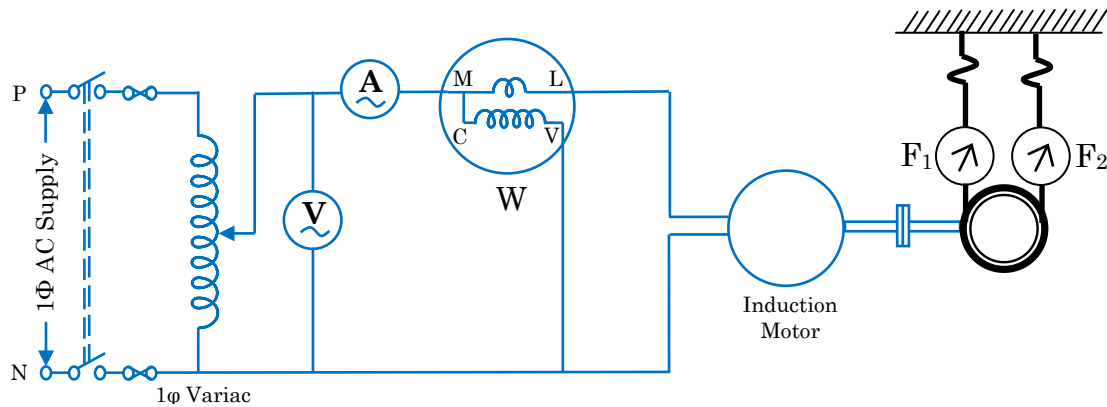 P
N
1Φ AC Supply
1φ Variac
A
V
M
L
C
V
W
Induction
Motor
F1
F2